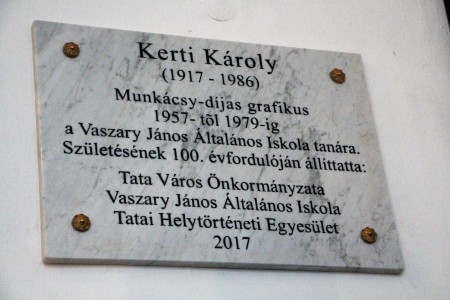 Kerti Károly
(1917 - 1986)
Munkácsy-díjas grafikus
1957- től 1979-ig
a Vaszary János Általános Iskola tanára.
Születésének 100. évfordulóján állíttatta:
Tata Város Önkormányzata
Vaszary János Általános Iskola
Tatai Helytörténeti Egyesület
2017